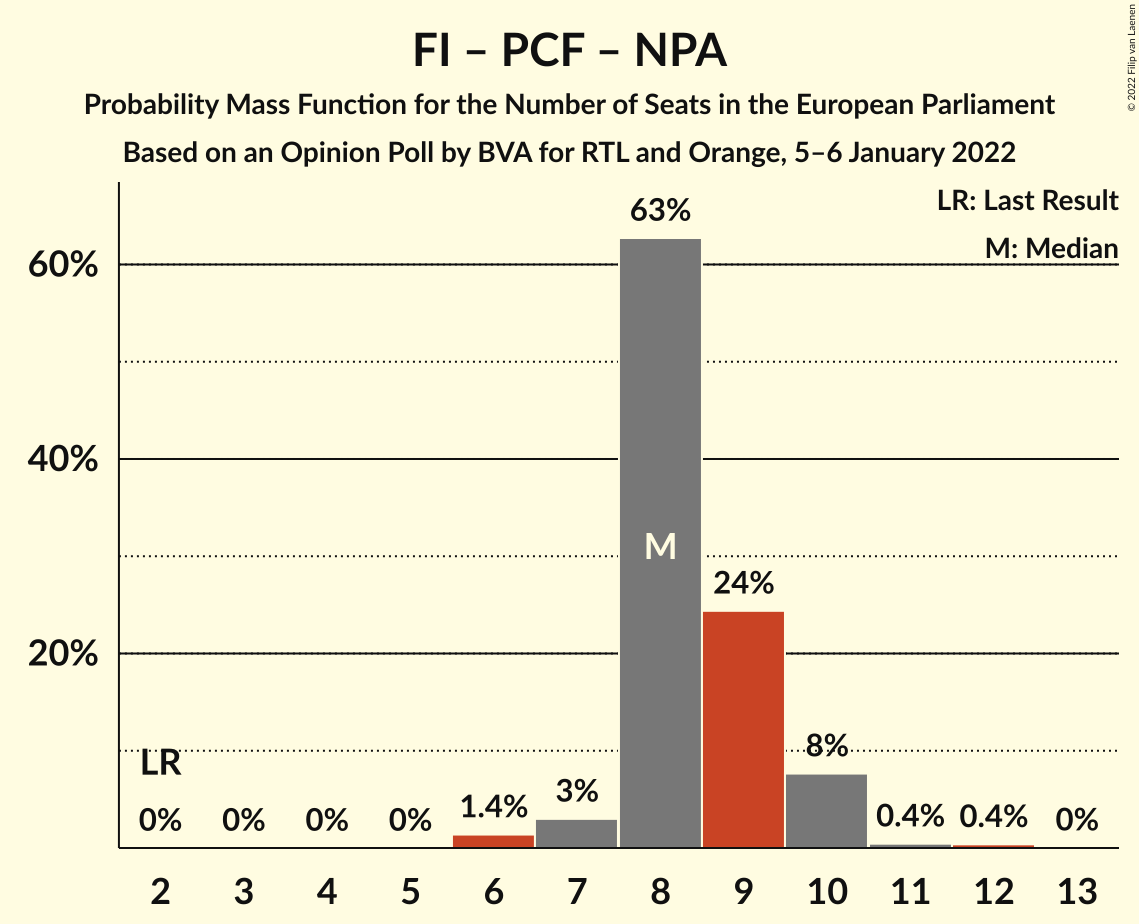 FI – PCF – NPA
Probability Mass Function for the Number of Seats in the European Parliament
Based on an Opinion Poll by BVA for RTL and Orange, 5–6 January 2022
© 2022 Filip van Laenen
LR: Last Result
M: Median
60%
40%
20%
LR
0%
0%
0%
0%
1.4%
3%
63%
M
24%
8%
0.4%
0.4%
0%
2 3 4 5 6 7 8 9 10 11 12 13